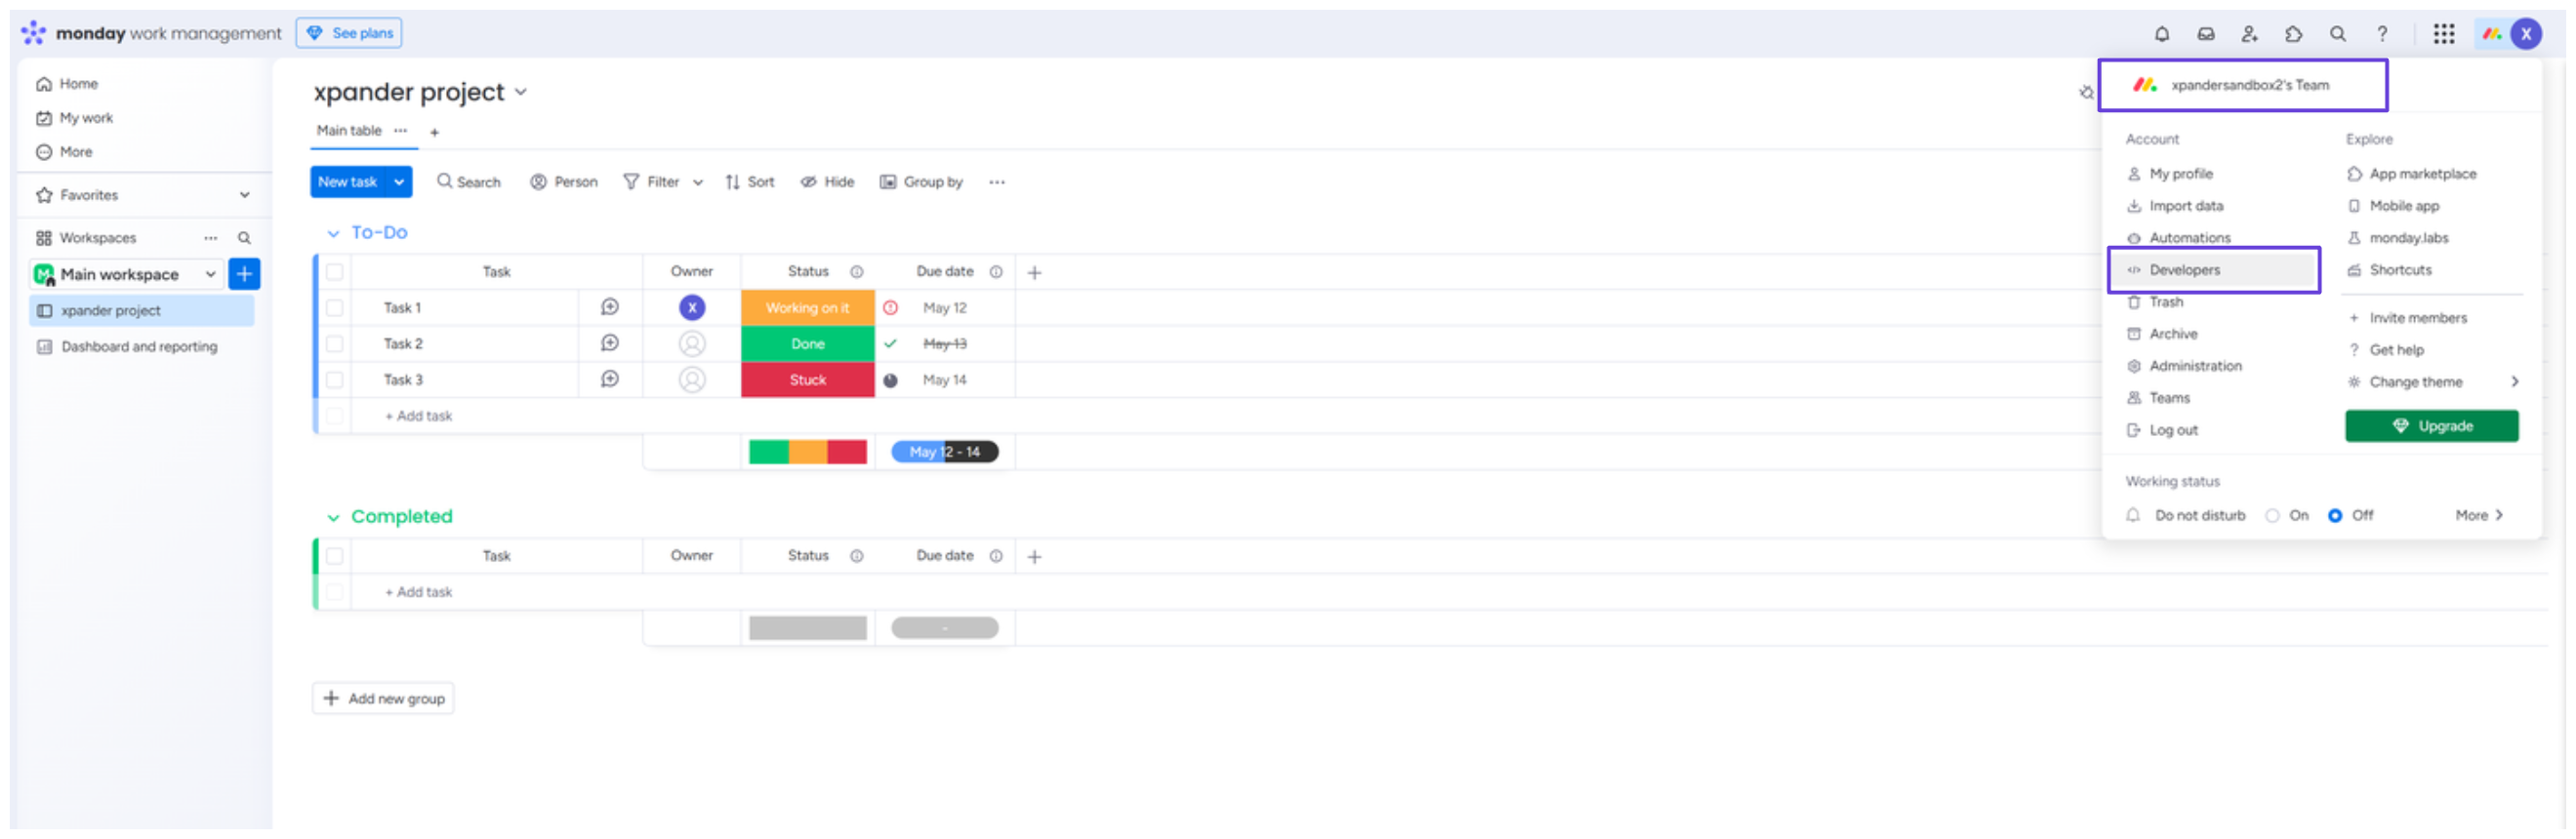 monday work management
See plans
X
Home
My work
More
Favorites
Workspaces
M Main workspace
xpander project
Dashboard and reporting
xpander project
Main table
New task
Search
Person
Filter
Sort
Hide
Group by
To-Do
Task Owner Status Due date
Task 1 X Working on it May 12
Task 2 Done May 13
Task 3 Stuck May 14
+ Add task
May 12 - 14
Completed
Task Owner Status Due date
+ Add task
-
Add new group
xpandersandbox2's Team
Account
My profile
Import data
Automations
Developers
Trash
Archive
Administration
Teams
Log out
Explore
App marketplace
Mobile app
monday.labs
Shortcuts
Invite members
Get help
Change theme
Upgrade
Working status
Do not disturb On Off More